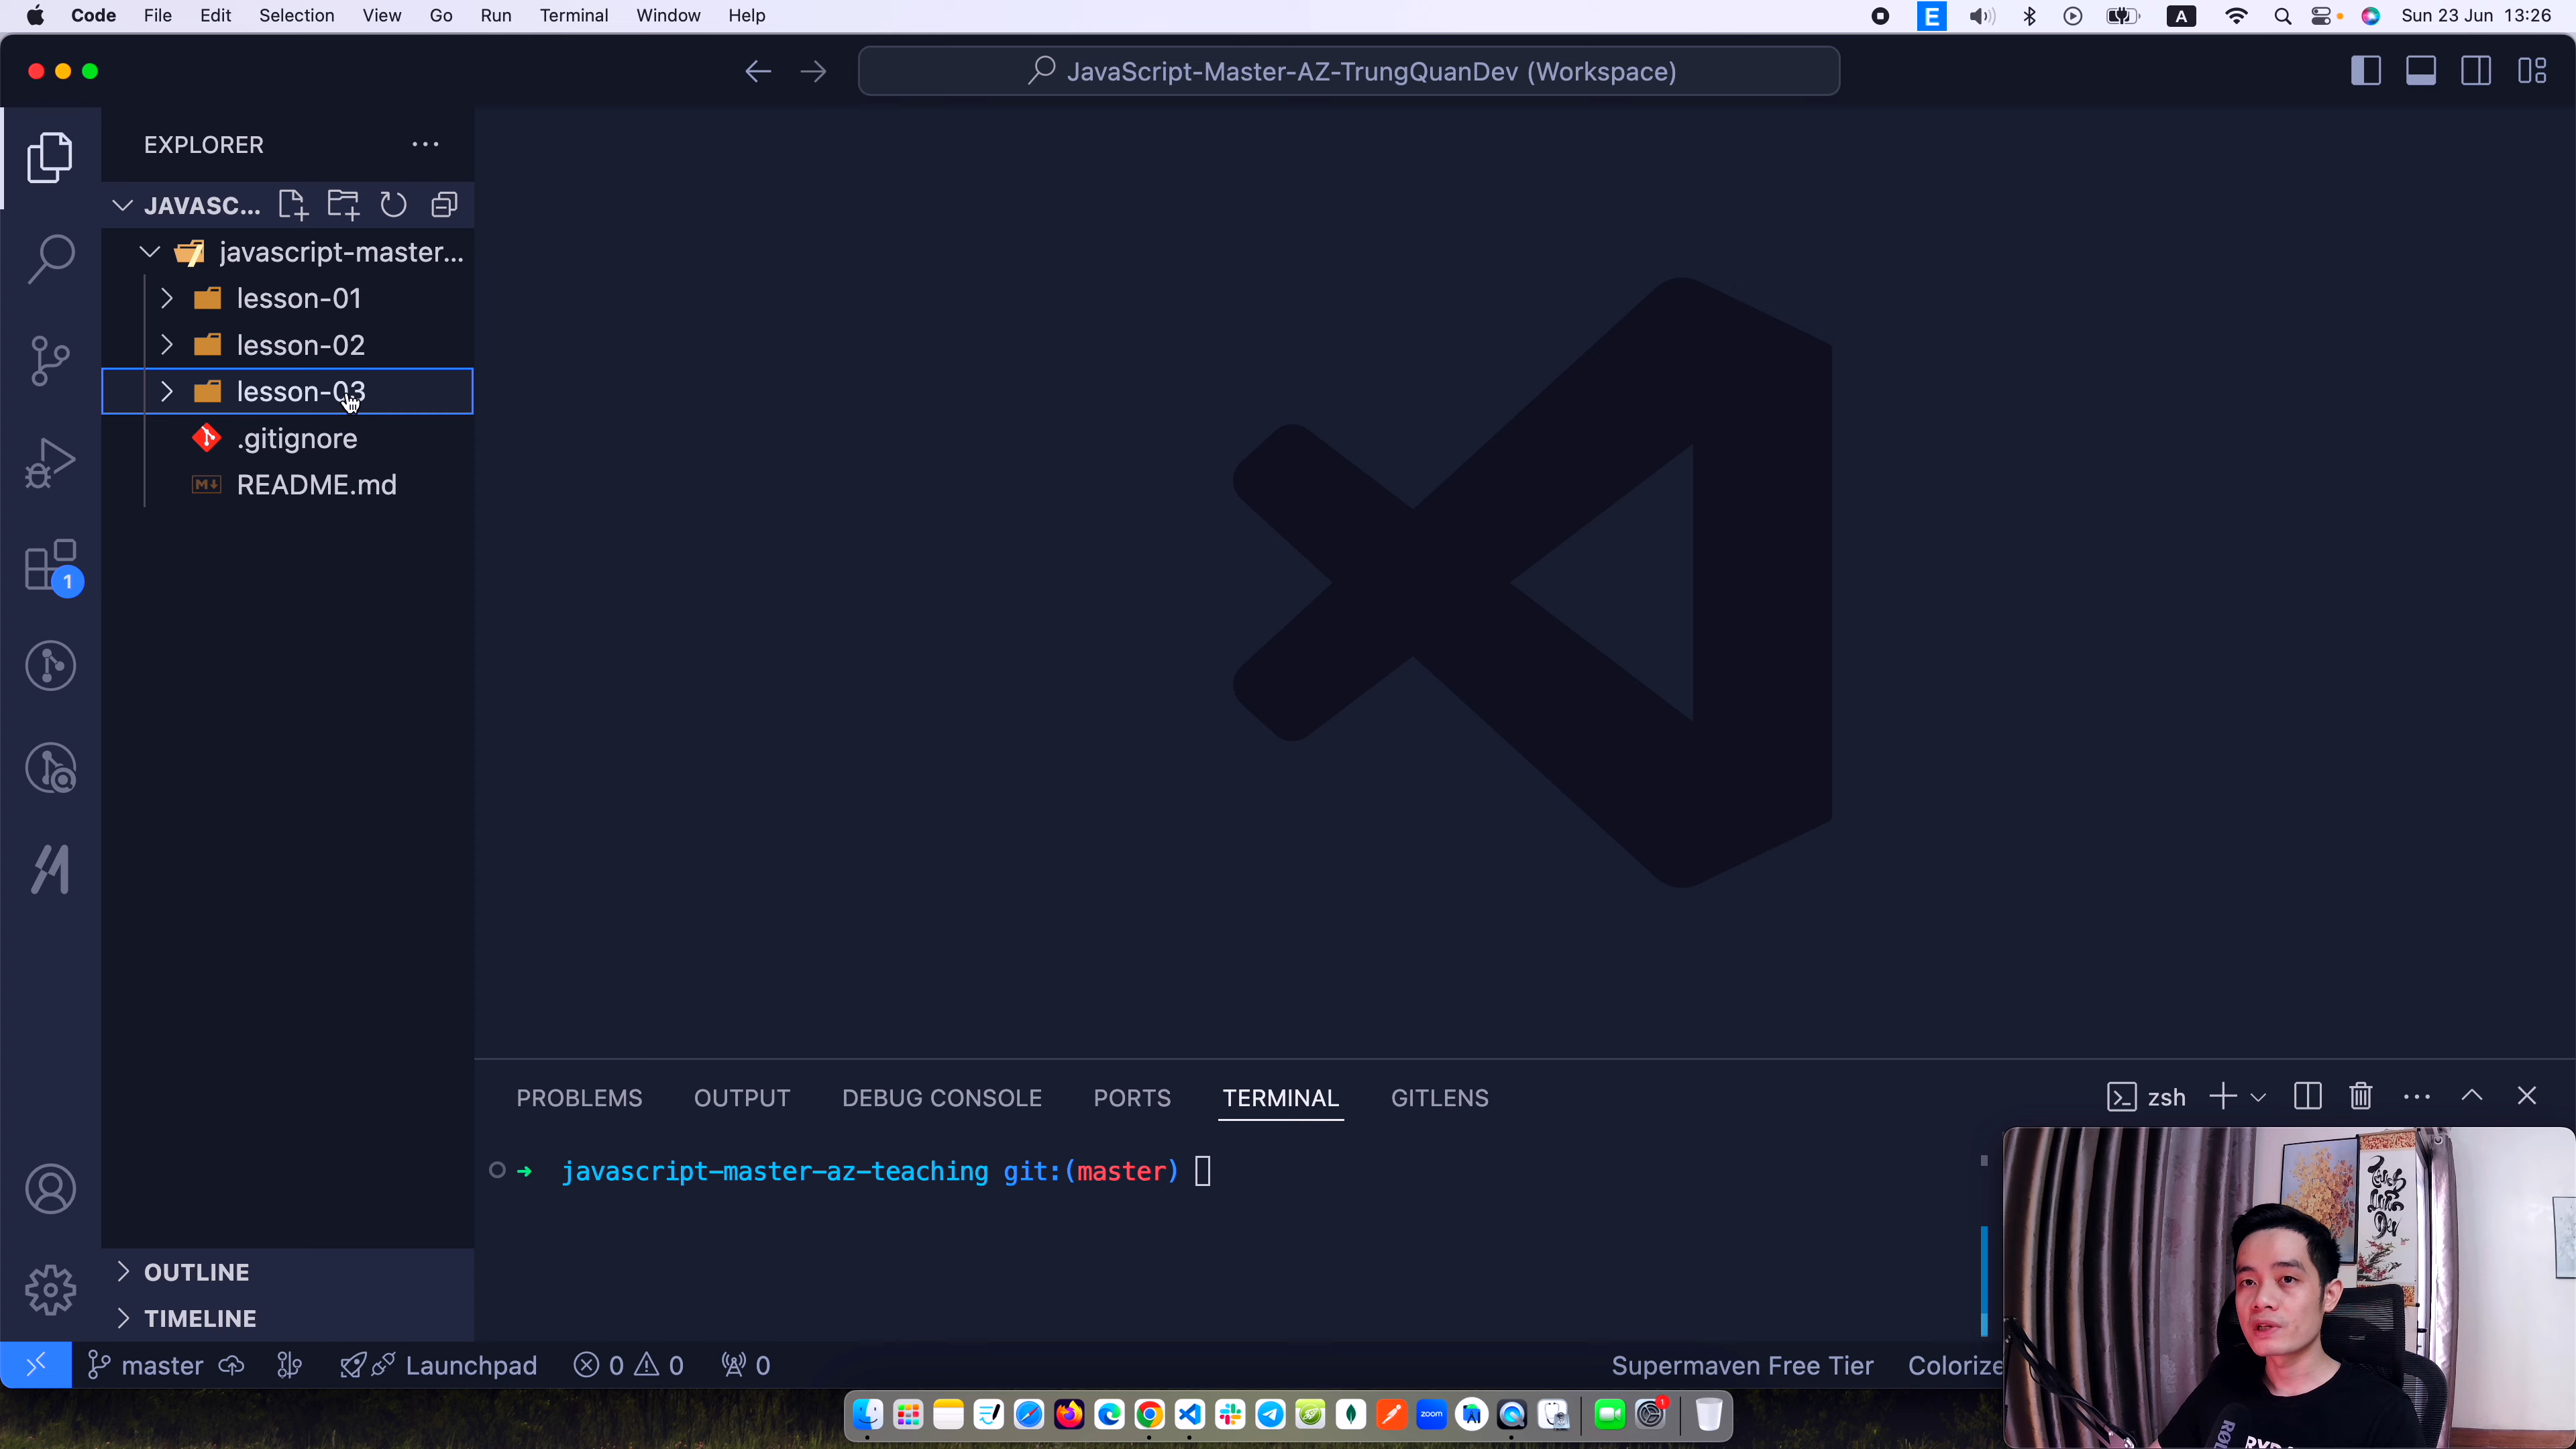 Code File Edit Selection View Go Run Terminal Window Help
E A Sun 23 Jun 13:26
JavaScript-Master-AZ-TrungQuanDev (Workspace)
EXPLORER
JAVASC...
javascript-master...
lesson-01
lesson-02
lesson-03
.gitignore
README.md
1
PROBLEMS OUTPUT DEBUG CONSOLE PORTS TERMINAL GITLENS
zsh
javascript-master-az-teaching git:(master)
OUTLINE
TIMELINE
master Launchpad 0 0 0
Supermaven Free Tier Colorize
zoom
1